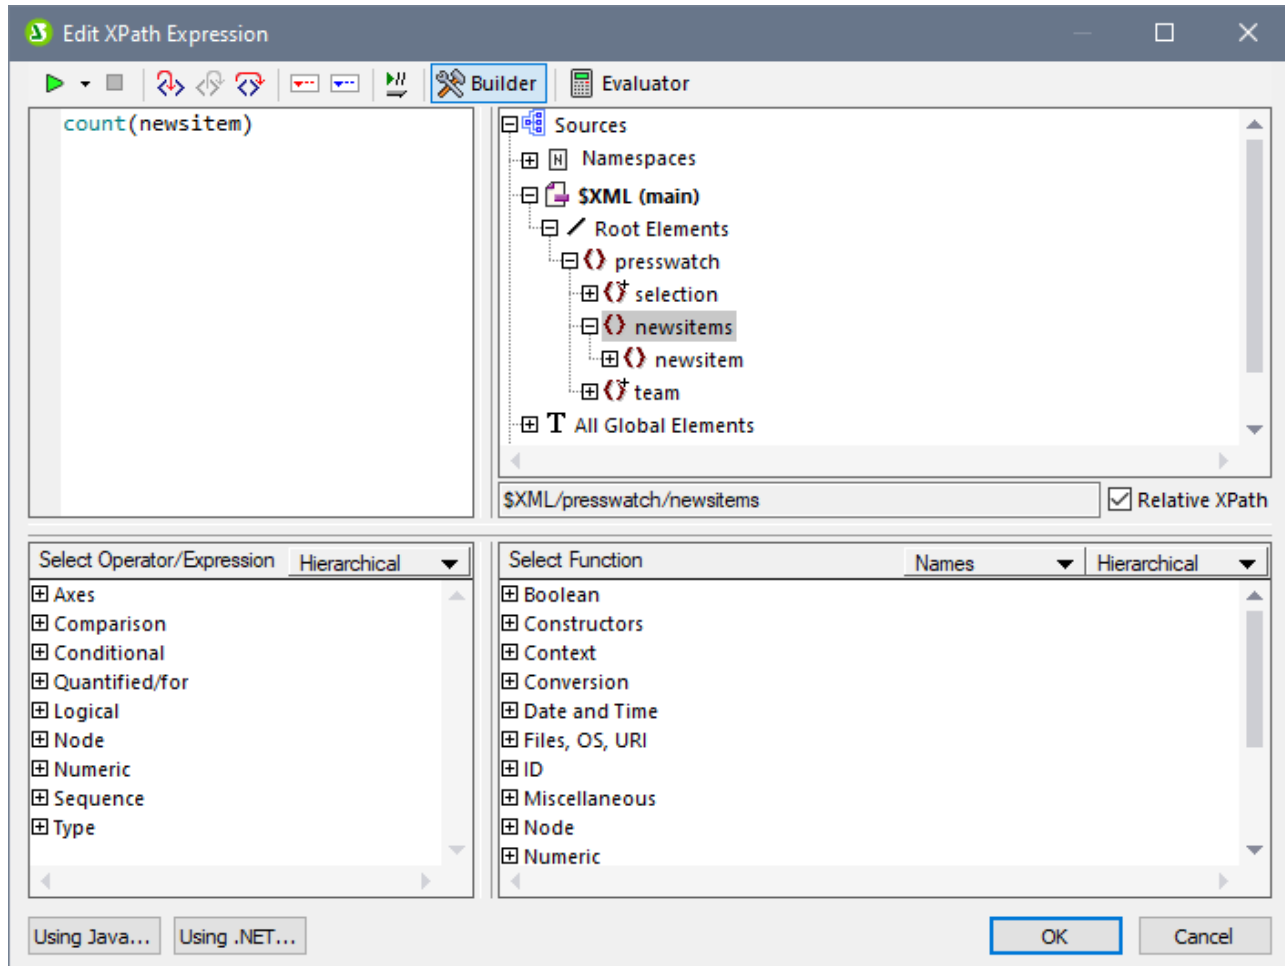 Edit XPath Expression
Builder
Evaluator
count(newsitem)
Sources
N Namespaces
$XML (main)
Root Elements
presswatch
selection
newsitems
newsitem
team
T All Global Elements
$XML/presswatch/newsitems
Relative XPath
Select Operator/Expression
Hierarchical
Axes
Comparison
Conditional
Quantified/for
Logical
Node
Numeric
Sequence
Type
Select Function
Names
Hierarchical
Boolean
Constructors
Context
Conversion
Date and Time
Files, OS, URI
ID
Miscellaneous
Node
Numeric
Using Java...
Using .NET...
OK
Cancel